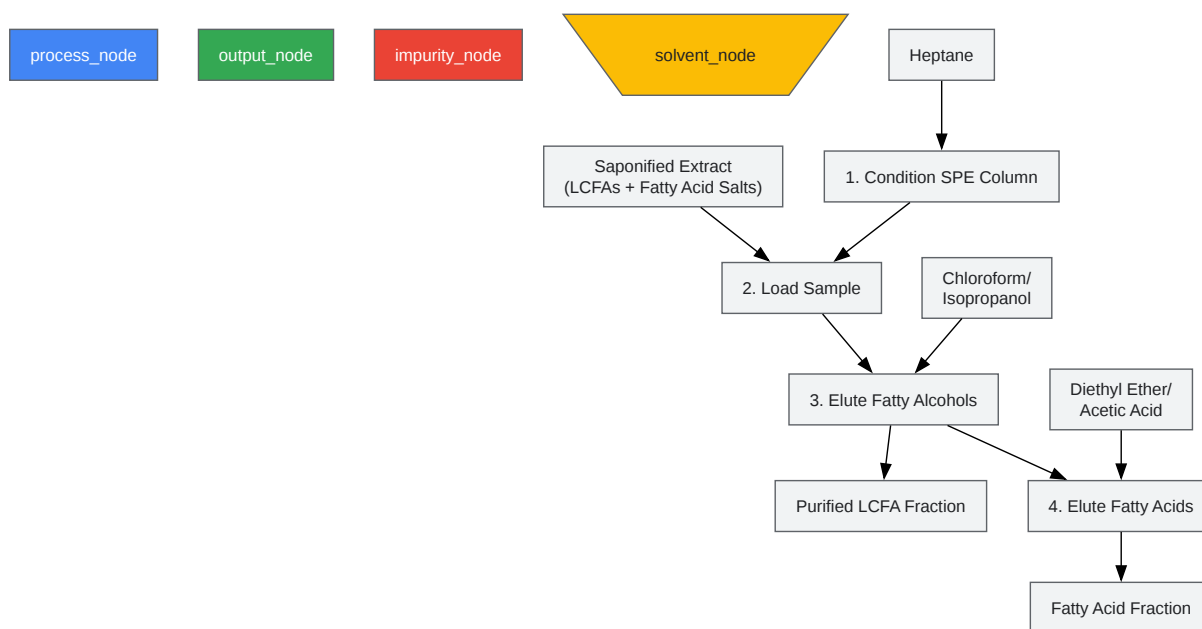 process_node
output_node
impurity_node
solvent_node
Heptane
Saponified Extract
(LCFAs + Fatty Acid Salts)
1. Condition SPE Column
2. Load Sample
Chloroform/
Isopropanol
3. Elute Fatty Alcohols
Diethyl Ether/
Acetic Acid
Purified LCFA Fraction
4. Elute Fatty Acids
Fatty Acid Fraction